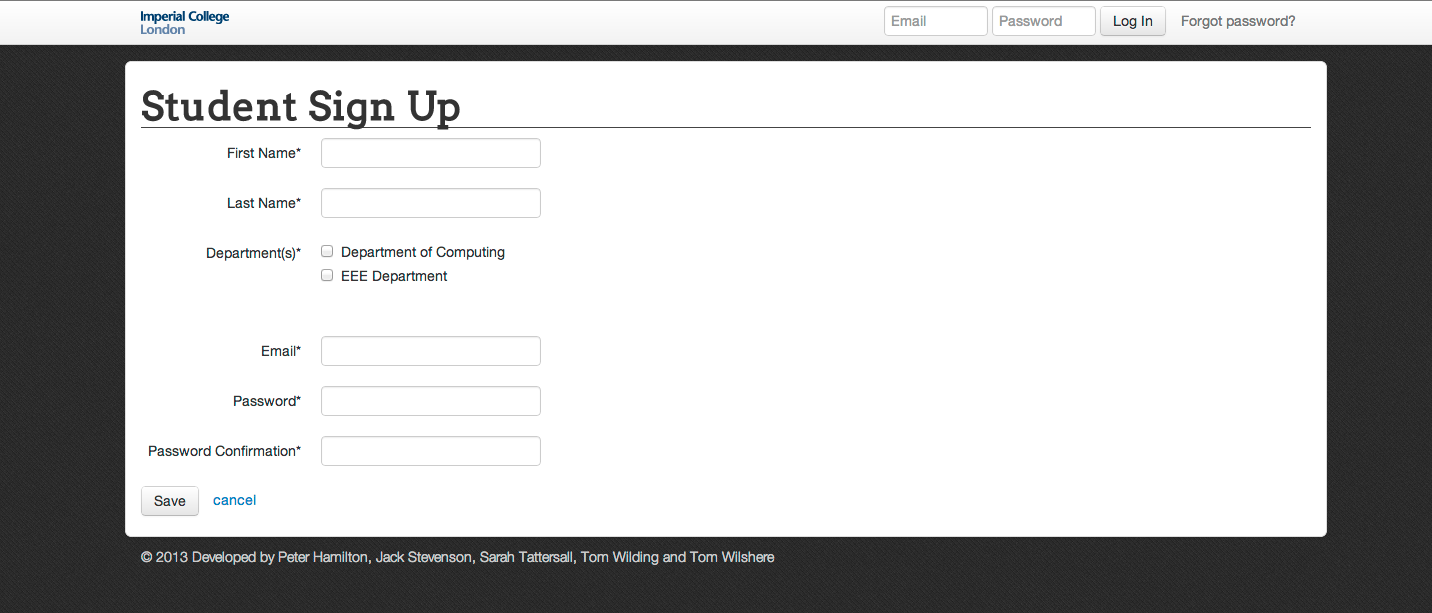 Imperial College
London
Email Password Log In Forgot password?
Student Sign Up
First Name*
Last Name*
Department(s)* Department of Computing
EEE Department
Email*
Password*
Password Confirmation*
Save cancel
© 2013 Developed by Peter Hamilton, Jack Stevenson, Sarah Tattersall, Tom Wilding and Tom Wilshere